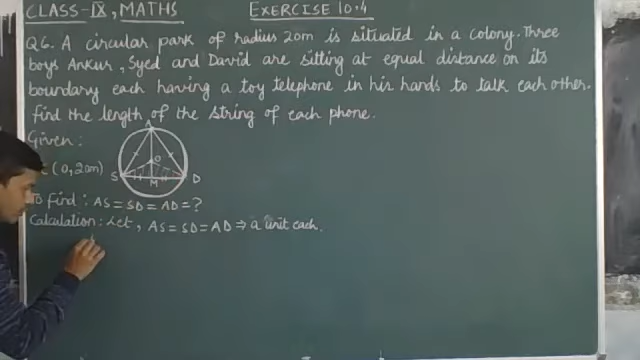 CLASS-IX, MATHS EXERCISE 10.4
Q6. A circular park of radius 20m is situated in a colony. Three
boys Ankur, Syed and David are sitting at equal distance on its
boundary each having a toy telephone in his hands to talk each other.
find the length of the string of each phone.
Given:
A
(0, 20m)
O
S M D
To find: AS = SD = AD = ?
Calculation: Let, AS = SD = AD ⇒ a unit each.